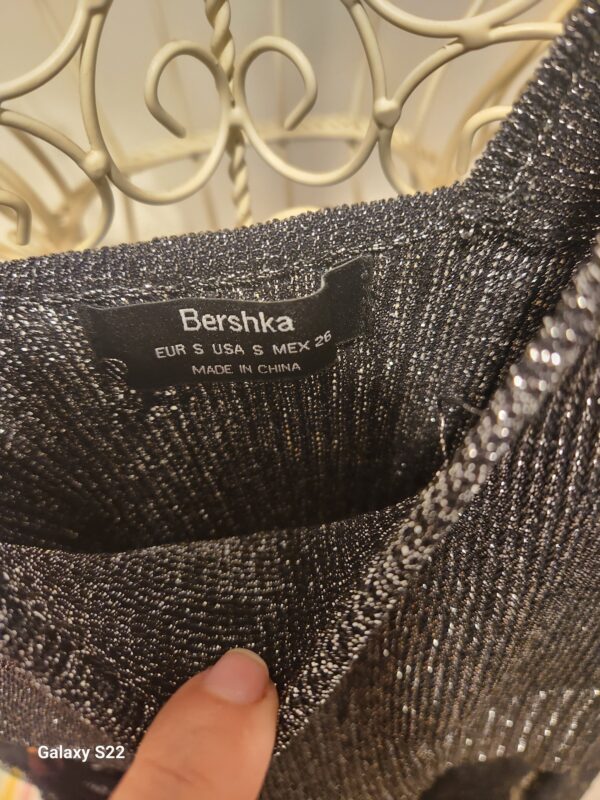 Bershka
EUR S USA S MEX 26
MADE IN CHINA
Galaxy S22